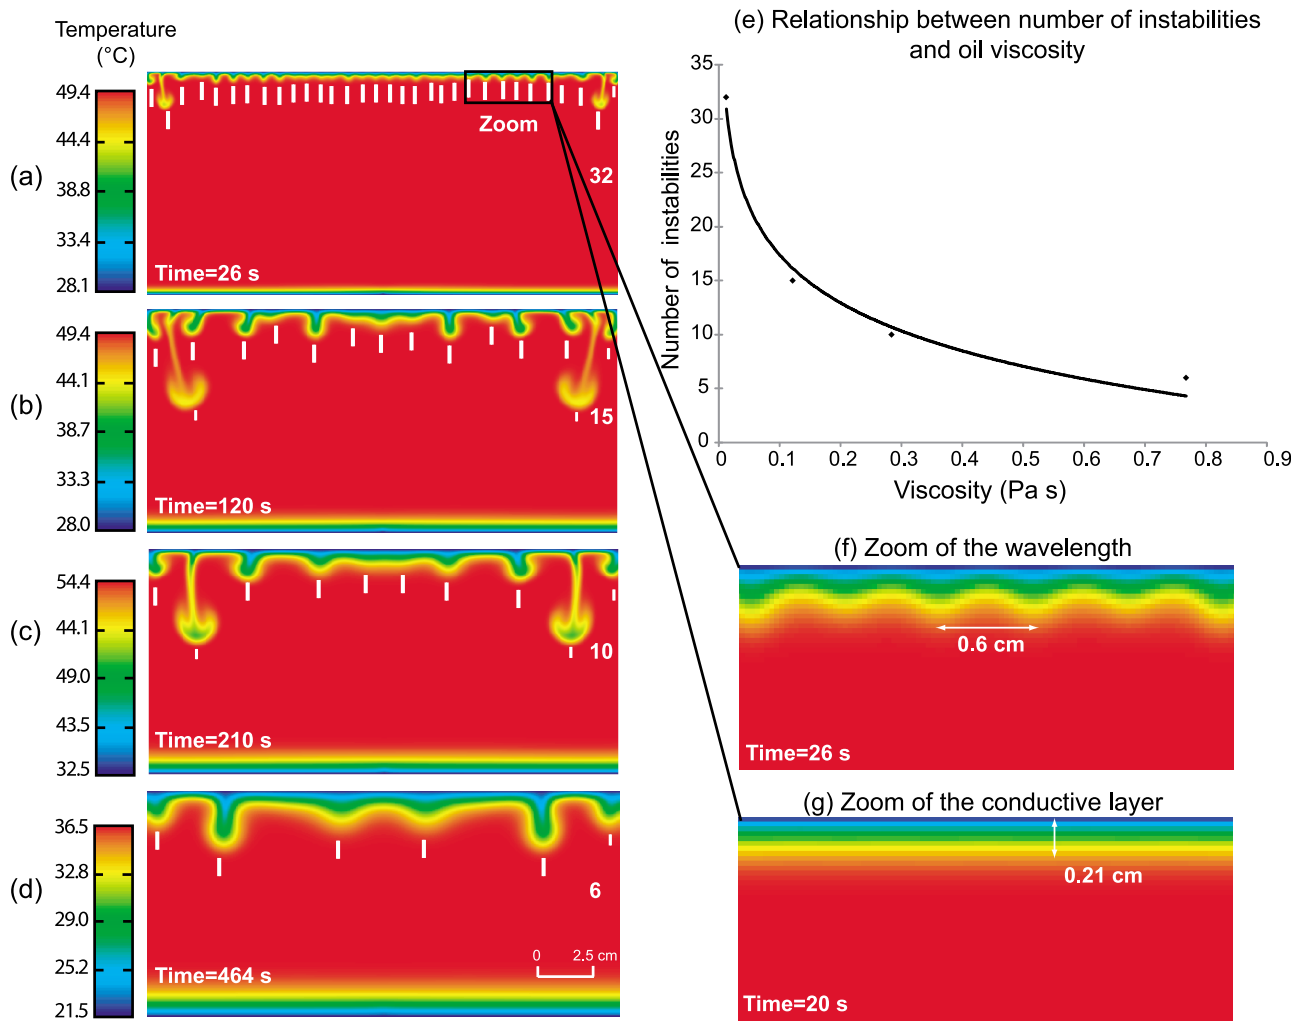 Temperature
(°C)
(a)
49.4
44.4
38.8
33.4
28.1
Zoom
32
Time=26 s
(b)
49.4
44.1
38.7
33.3
28.0
15
Time=120 s
(c)
54.4
44.1
49.0
43.5
32.5
10
Time=210 s
(d)
36.5
32.8
29.0
25.2
21.5
6
0 2.5 cm
Time=464 s
(e) Relationship between number of instabilities
and oil viscosity
Number of instabilities
35
30
25
20
15
10
5
0
0 0.1 0.2 0.3 0.4 0.5 0.6 0.7 0.8 0.9
Viscosity (Pa s)
(f) Zoom of the wavelength
0.6 cm
Time=26 s
(g) Zoom of the conductive layer
0.21 cm
Time=20 s